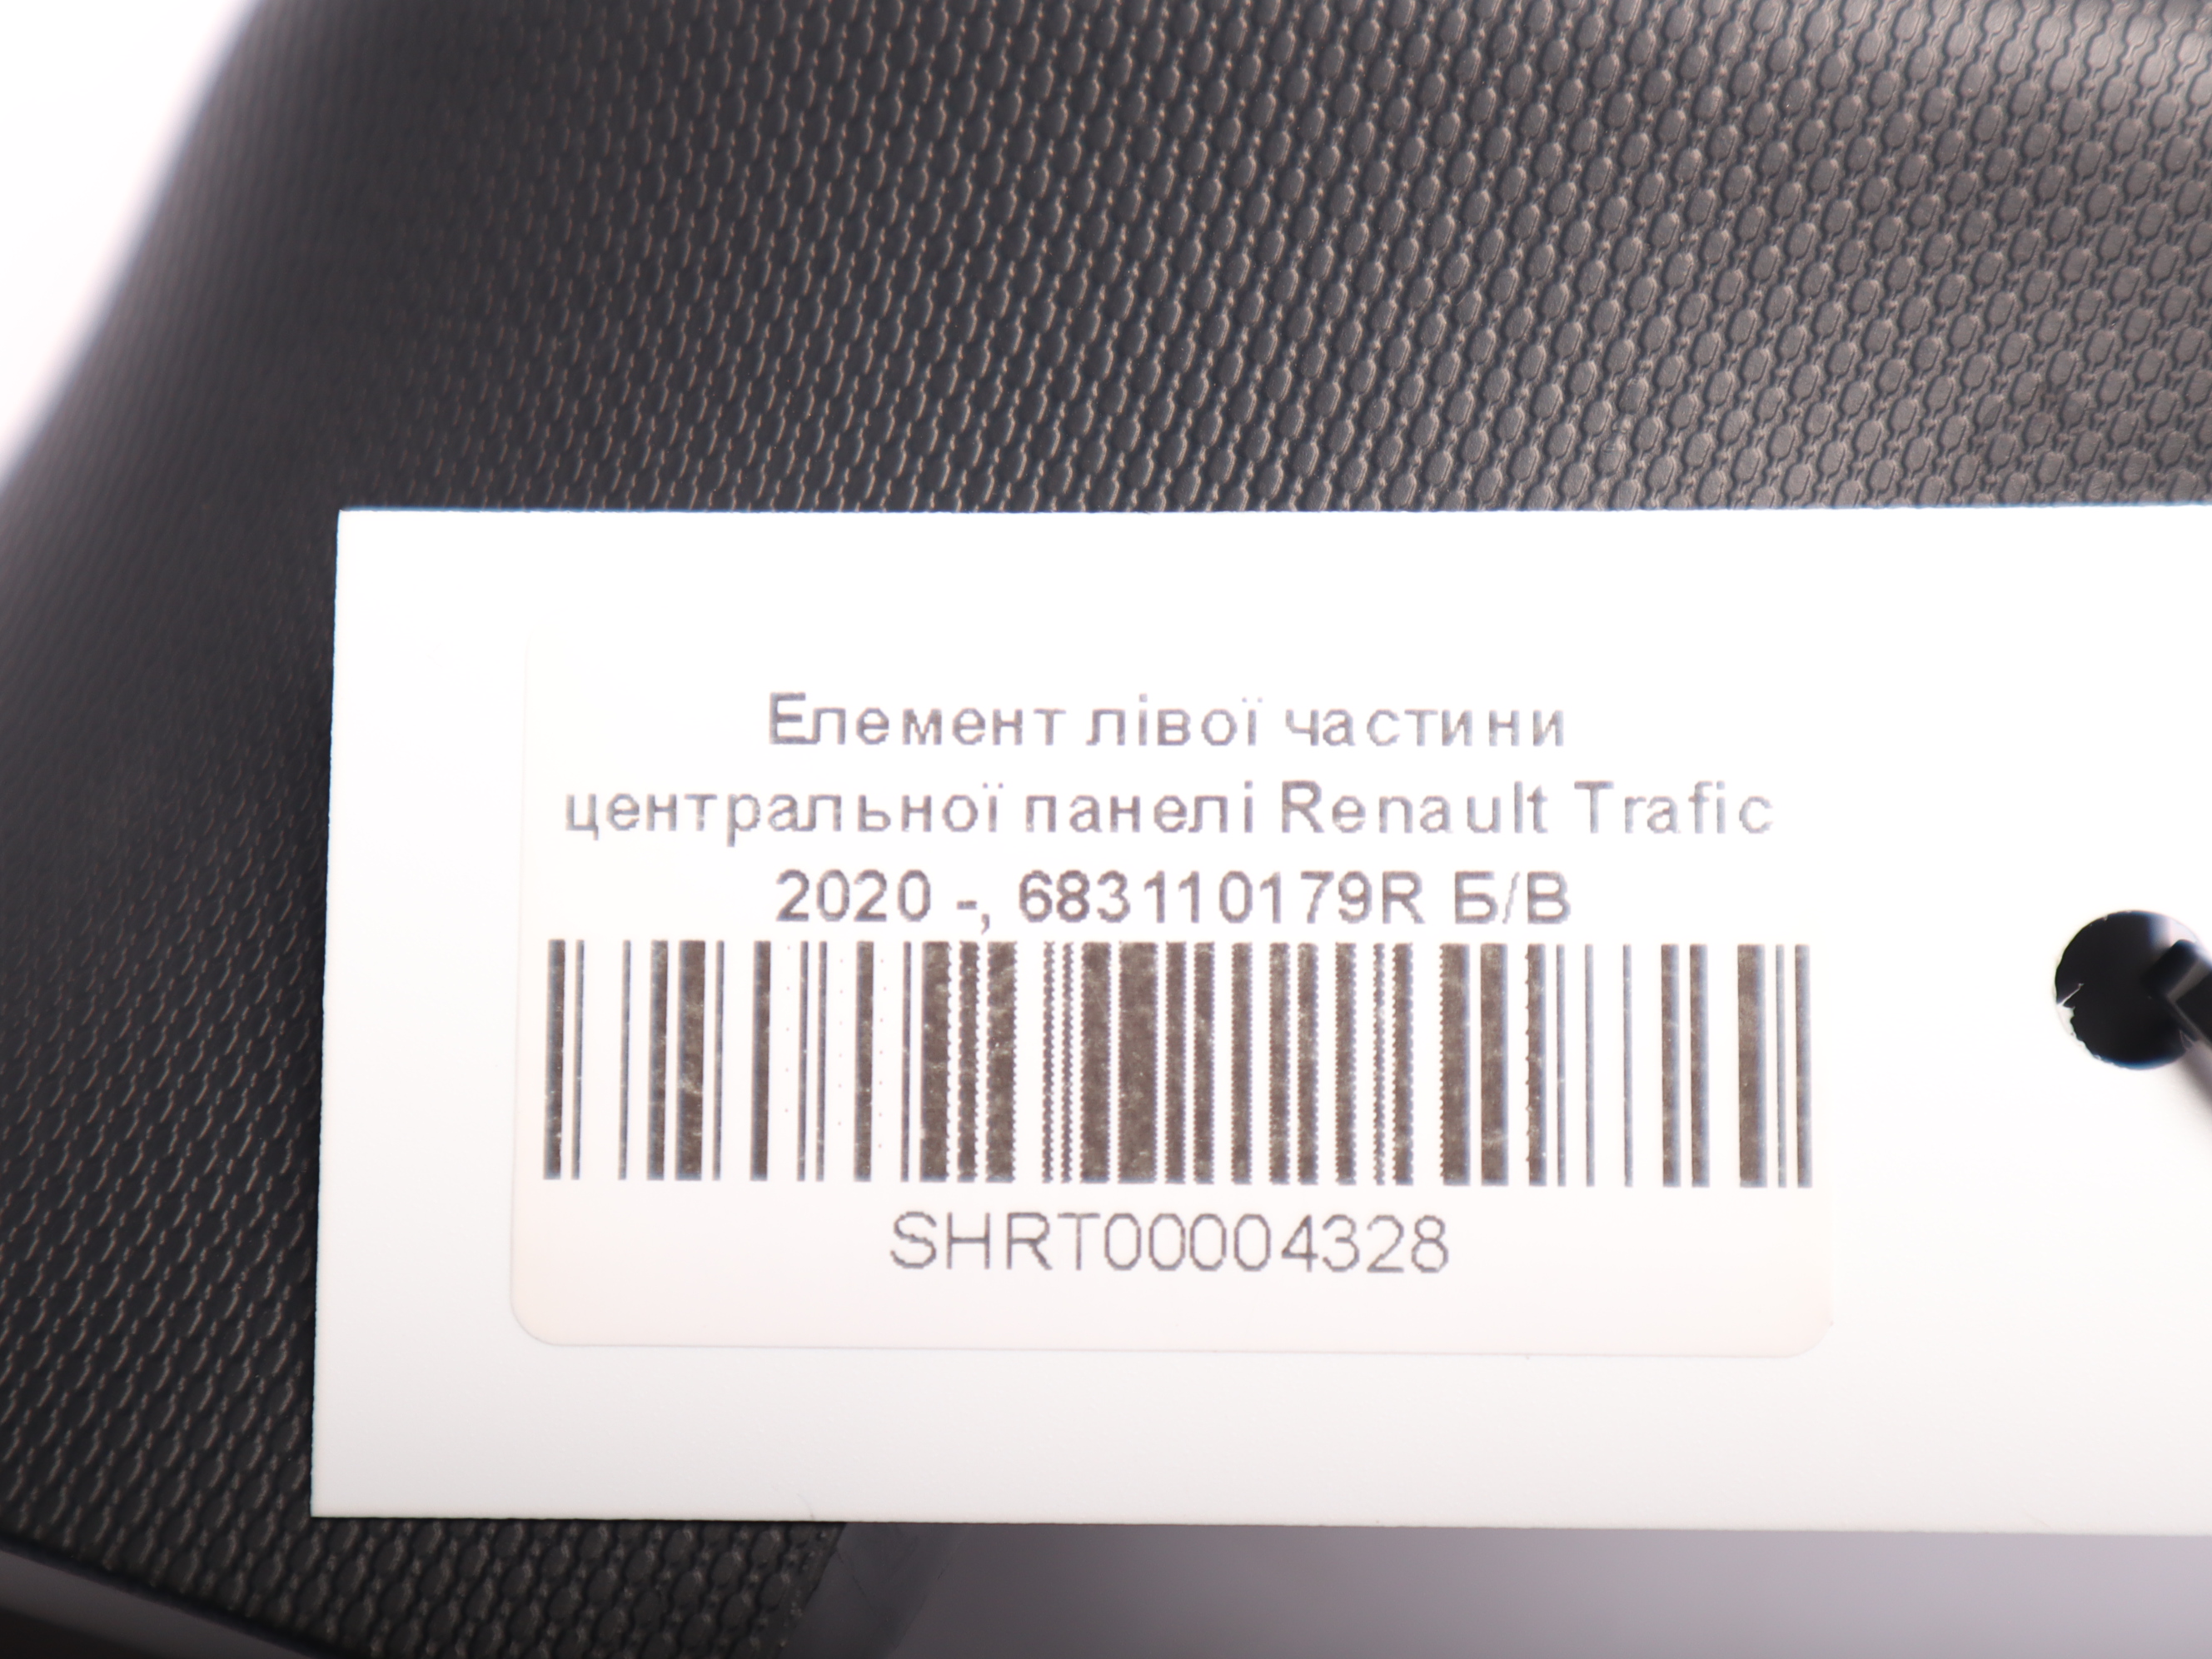 Елемент лівої частини
центральної панелі Renault Trafic
2020 -, 683110179R Б/В
SHRT00004328